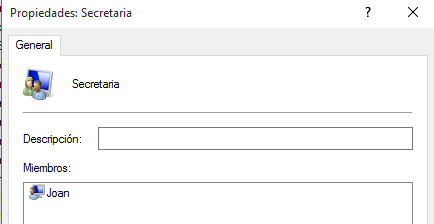 Propiedades: Secretaria
?
General
Secretaria
Descripción:
Miembros:
Joan